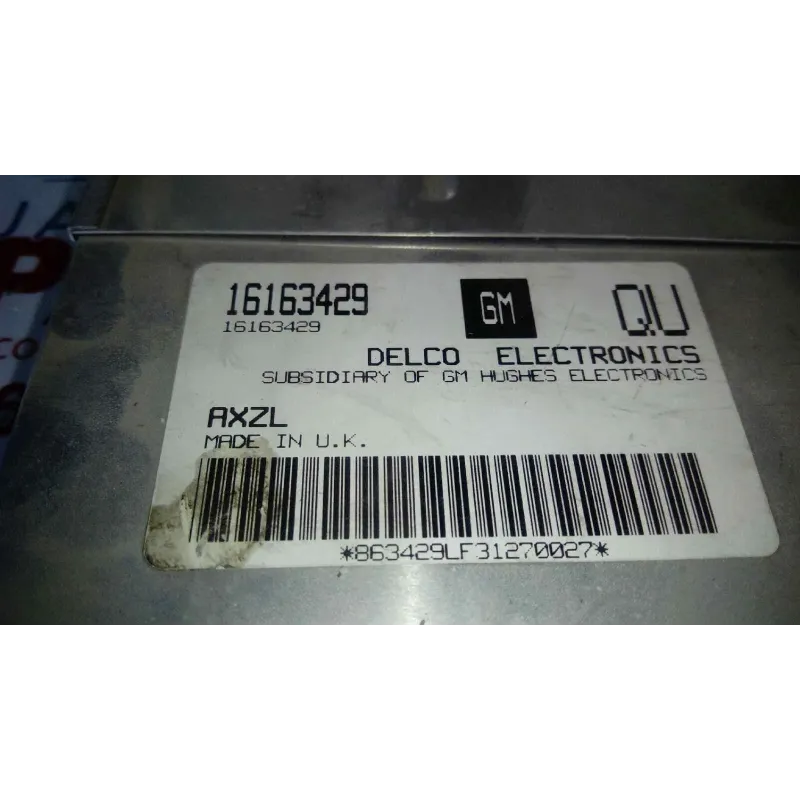 16163429 GM QU
16163429
DELCO ELECTRONICS
SUBSIDIARY OF GM HUGHES ELECTRONICS
AXZL
MADE IN U.K.
*863429LF31270027*